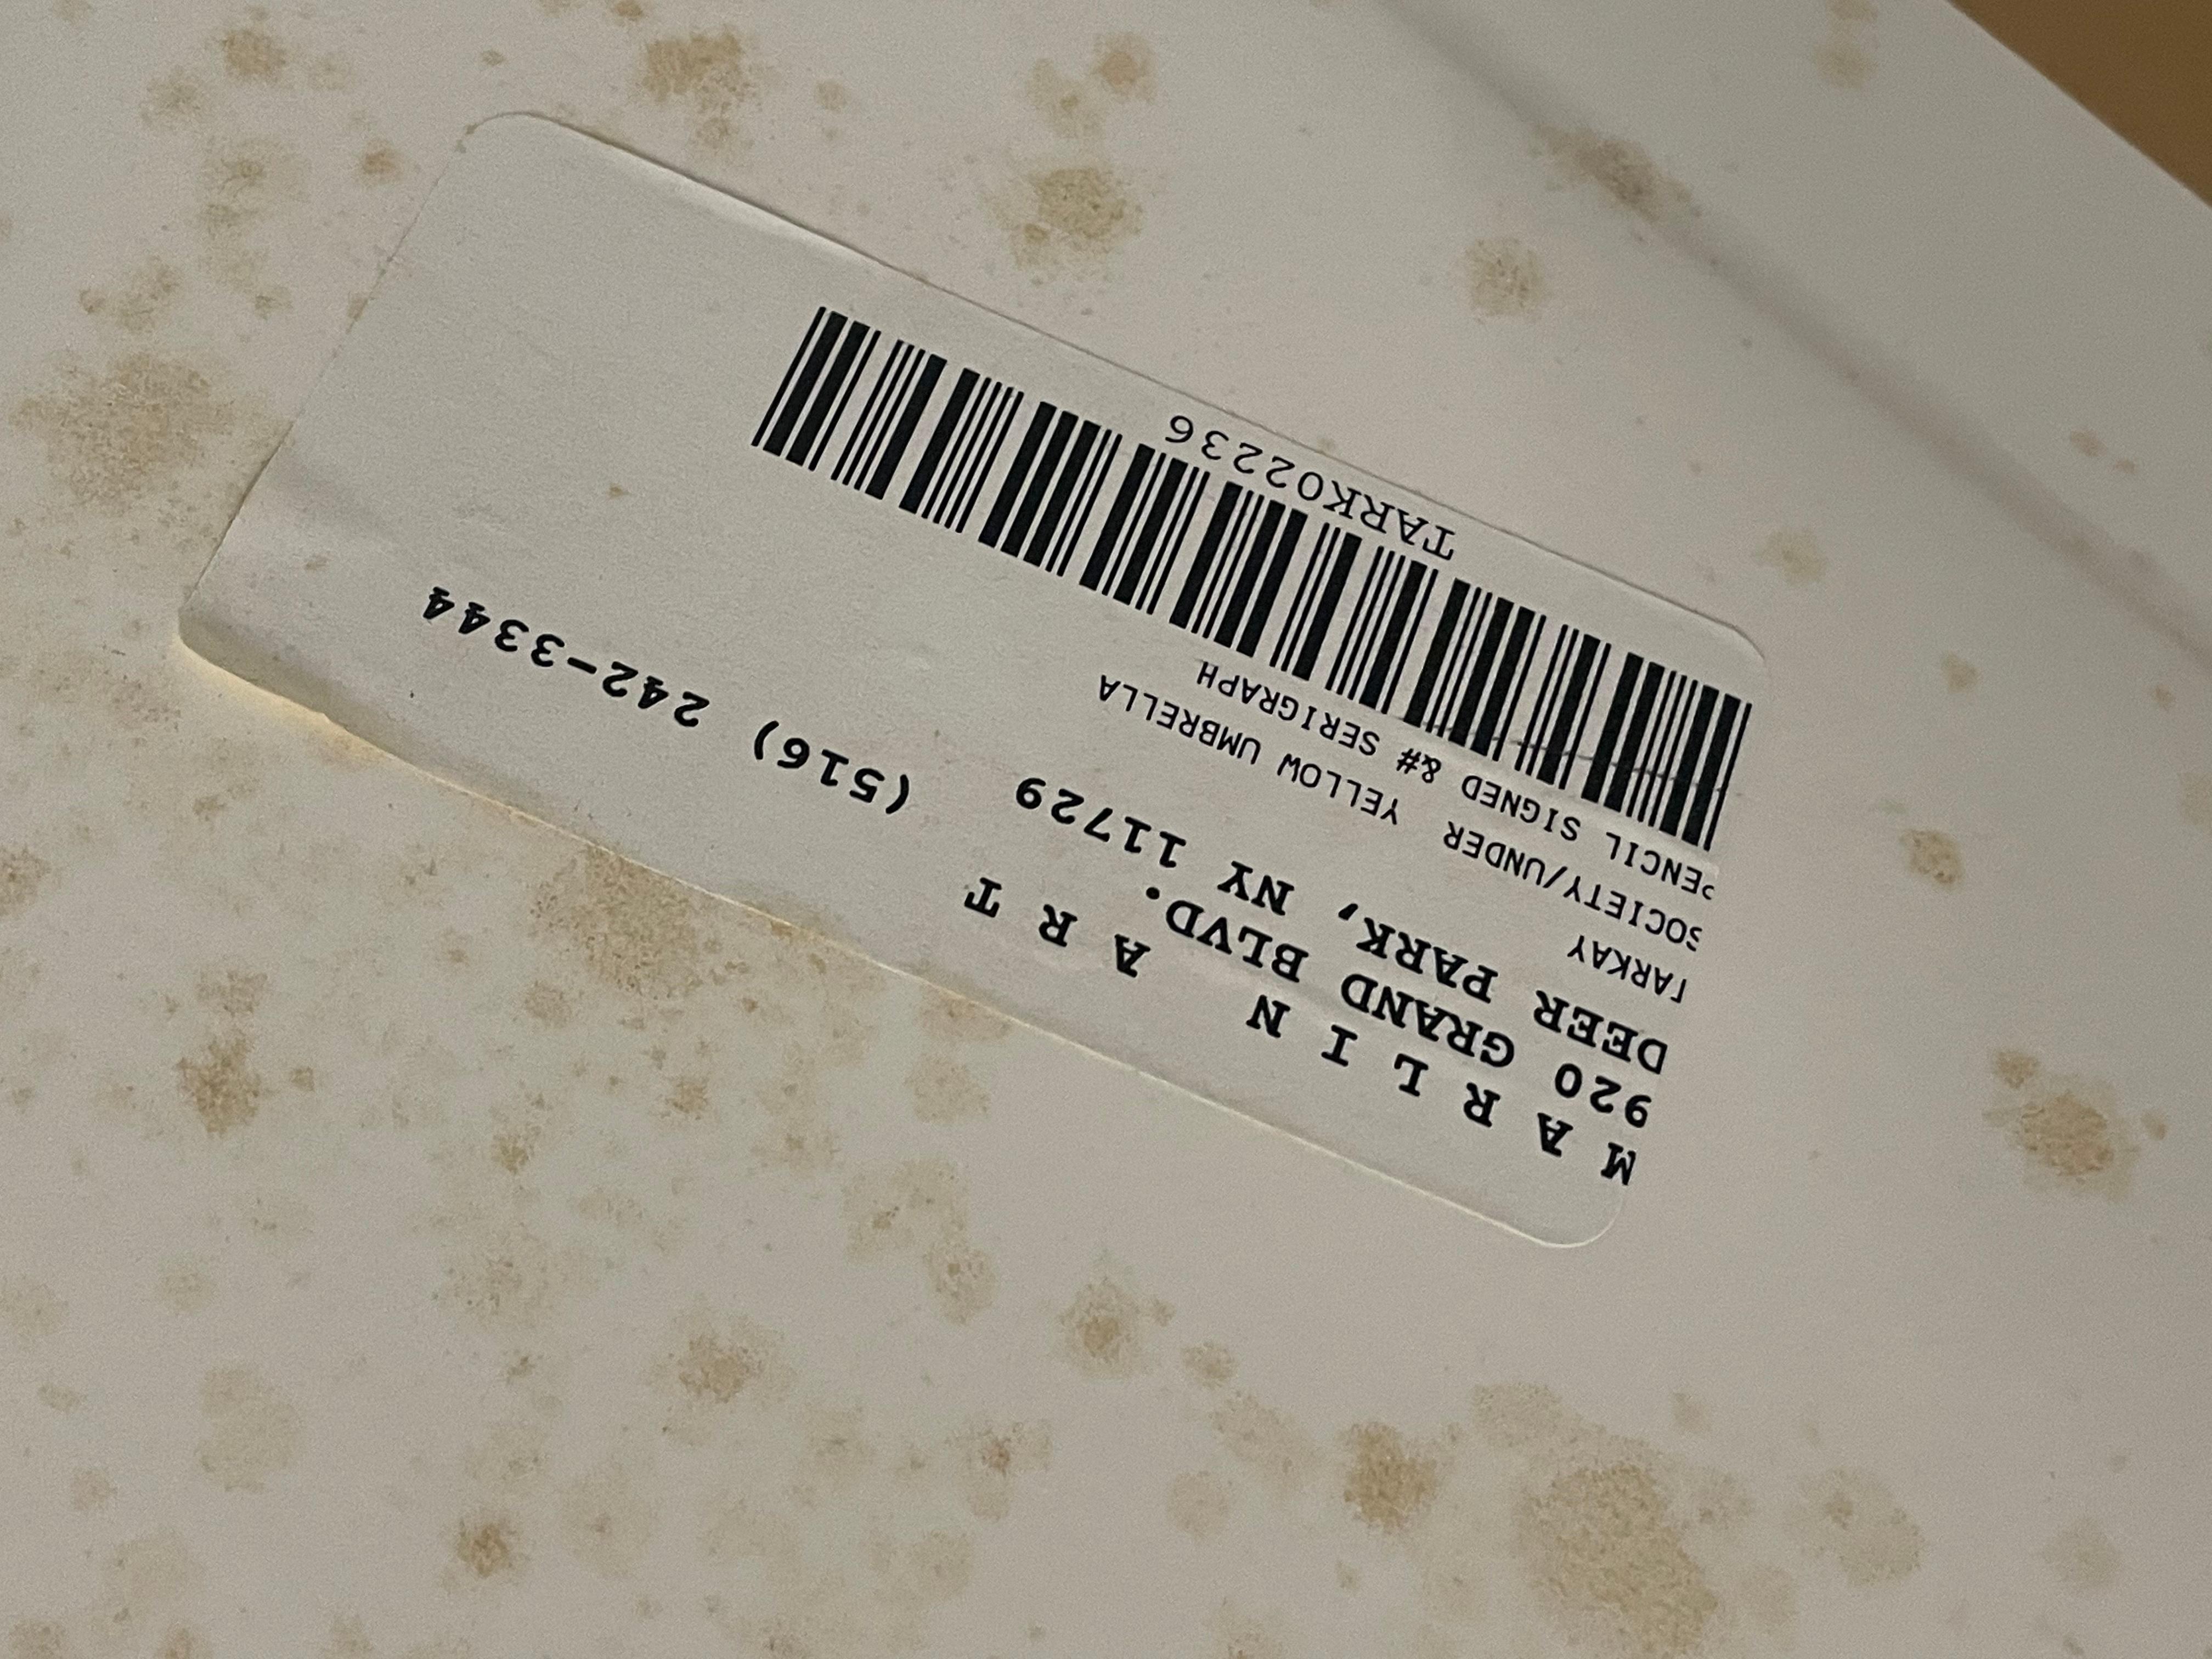 M A R L I N   A R T
920 GRAND BLVD.
DEER PARK, NY 11729   (516) 242-3344
TARKAY
SOCIETY/UNDER YELLOW UMBRELLA
PENCIL SIGNED &# SERIGRAPH
TARK02236